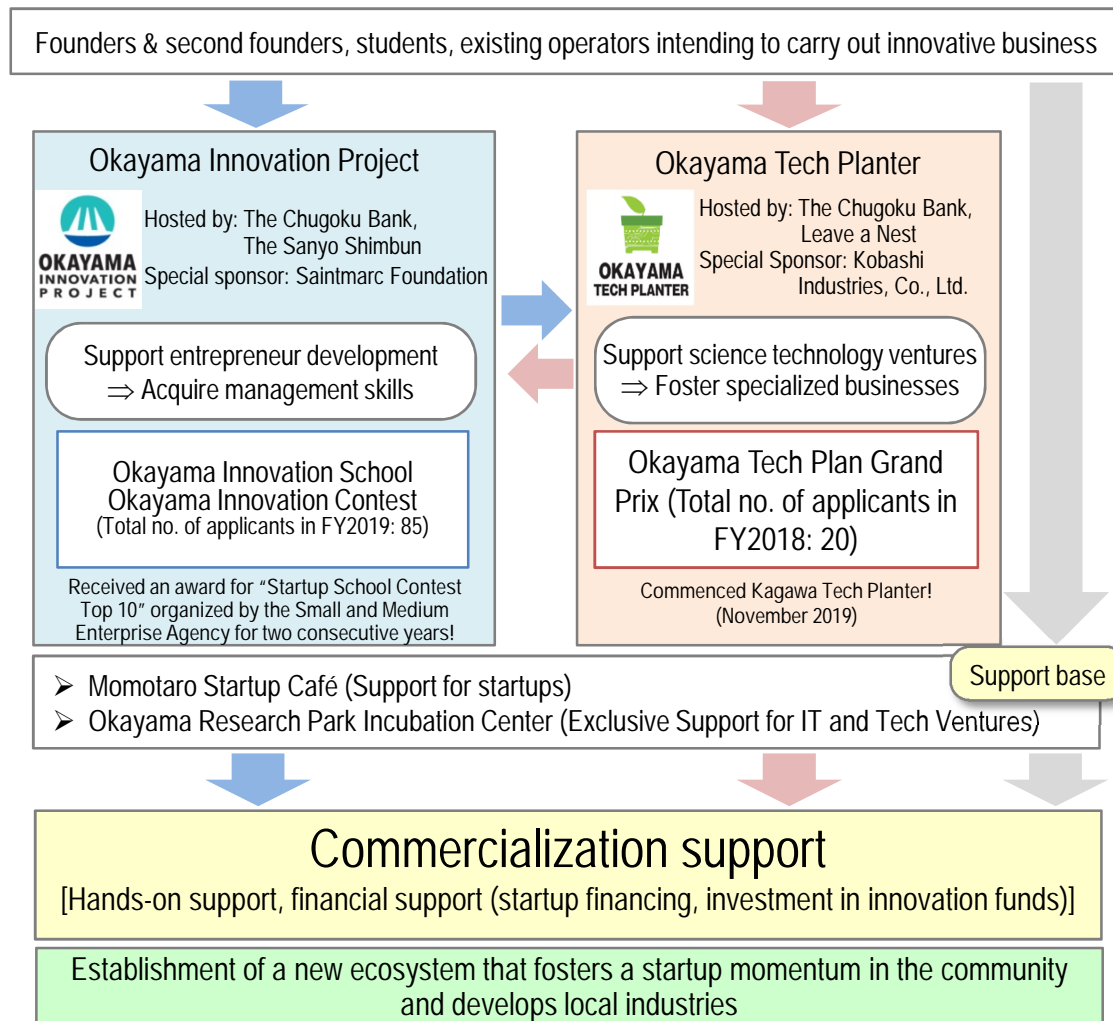 Founders & second founders, students, existing operators intending to carry out innovative business
Okayama Innovation Project
OKAYAMA
INNOVATION
PROJECT
Hosted by: The Chugoku Bank,
The Sanyo Shimbun
Special sponsor: Saintmarc Foundation
Support entrepreneur development
⇒ Acquire management skills
Okayama Innovation School
Okayama Innovation Contest
(Total no. of applicants in FY2019: 85)
Received an award for “Startup School Contest
Top 10” organized by the Small and Medium
Enterprise Agency for two consecutive years!
Okayama Tech Planter
OKAYAMA
TECH PLANTER
Hosted by: The Chugoku Bank,
Leave a Nest
Special Sponsor: Kobashi
Industries, Co., Ltd.
Support science technology ventures
⇒ Foster specialized businesses
Okayama Tech Plan Grand
Prix (Total no. of applicants in
FY2018: 20)
Commenced Kagawa Tech Planter!
(November 2019)
Support base
➢ Momotaro Startup Café (Support for startups)
➢ Okayama Research Park Incubation Center (Exclusive Support for IT and Tech Ventures)
Commercialization support
[Hands-on support, financial support (startup financing, investment in innovation funds)]
Establishment of a new ecosystem that fosters a startup momentum in the community
and develops local industries